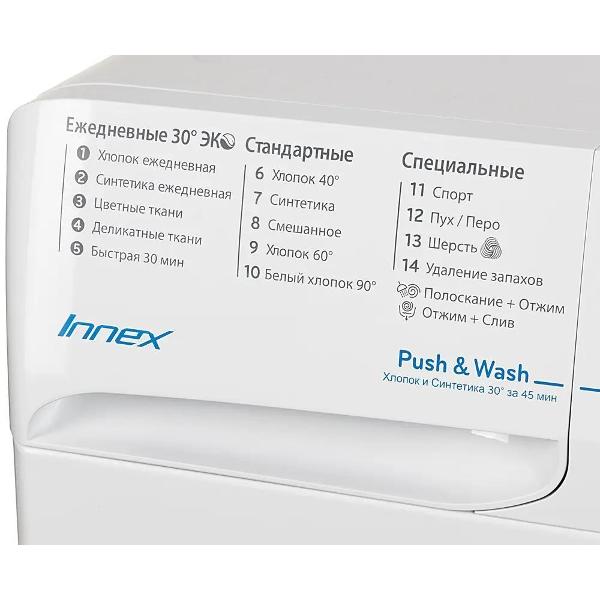 Ежедневные 30° ЭКО
1 Хлопок ежедневная
2 Синтетика ежедневная
3 Цветные ткани
4 Деликатные ткани
5 Быстрая 30 мин
Стандартные
6 Хлопок 40°
7 Синтетика
8 Смешанное
9 Хлопок 60°
10 Белый хлопок 90°
Специальные
11 Спорт
12 Пух / Перо
13 Шерсть
14 Удаление запахов
Полоскание + Отжим
Отжим + Слив
Innex
Push & Wash
Хлопок и Синтетика 30° за 45 мин